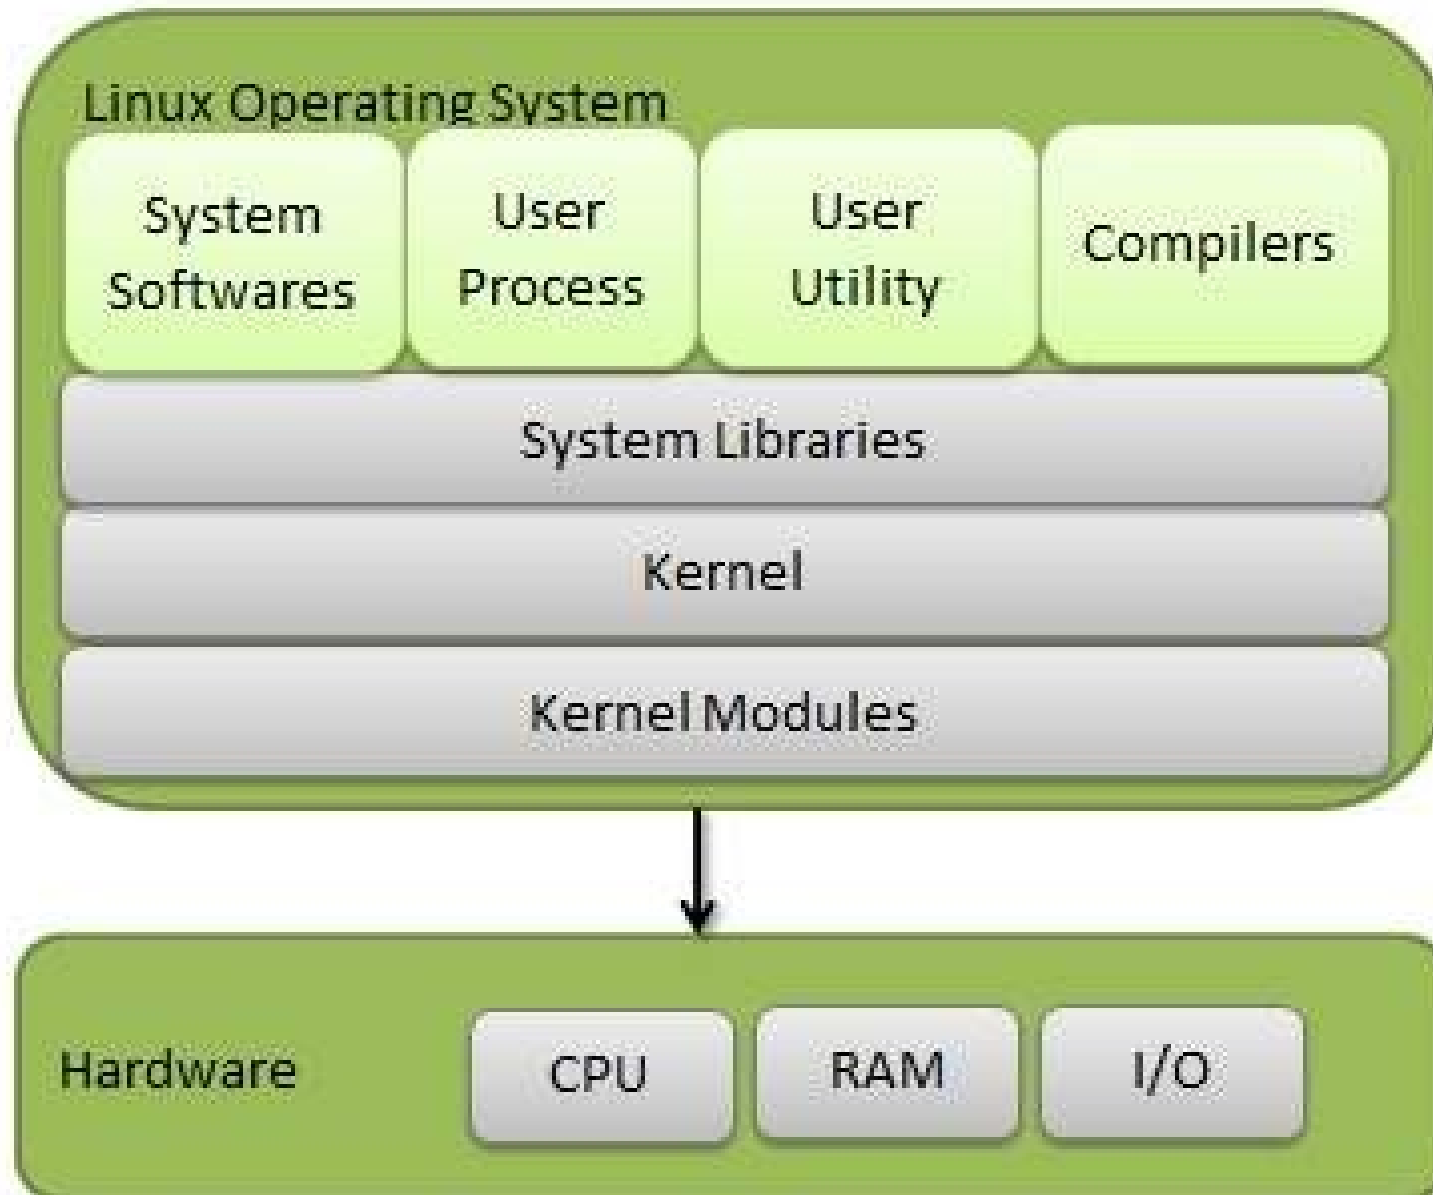 Linux Operating System
System
Softwares
User
Process
User
Utility
Compilers
System Libraries
Kernel
Kernel Modules
Hardware
CPU
RAM
I/O